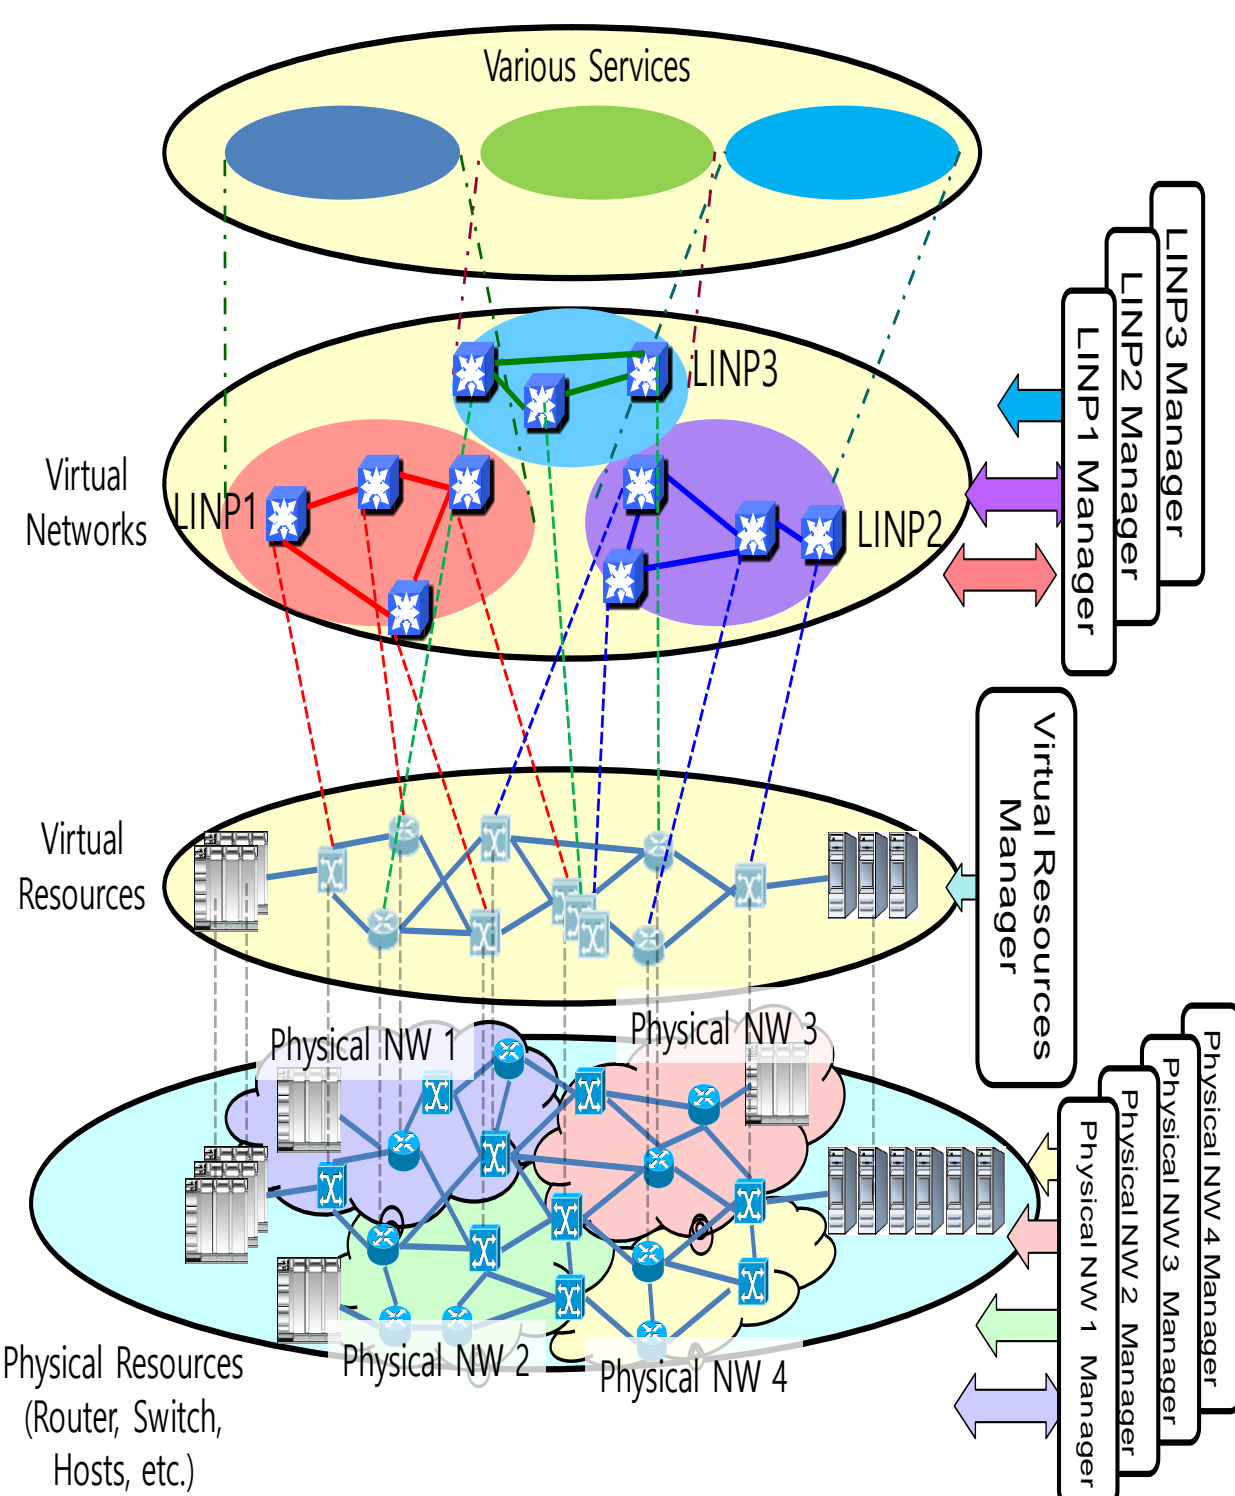 Various Services
LINP3 Manager
LINP2 Manager
LINP1 Manager
LINP3
Virtual
Networks
LINP1
LINP2
Virtual Resources
Manager
Virtual
Resources
Physical NW 1
Physical NW 3
Physical NW 4 Manager
Physical NW 3 Manager
Physical NW 2 Manager
Physical NW 1 Manager
Physical NW 2
Physical NW 4
Physical Resources
(Router, Switch,
Hosts, etc.)